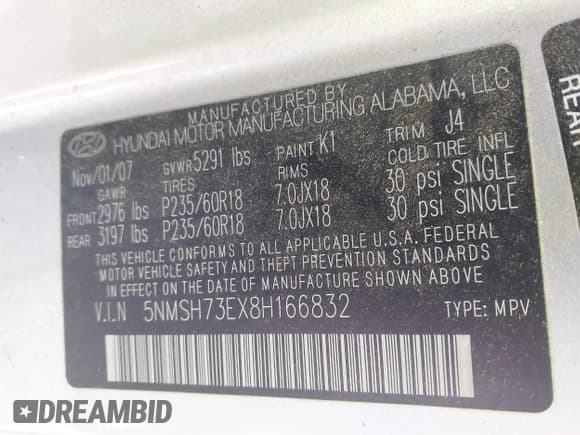 MANUFACTURED BY
HYUNDAI MOTOR MANUFACTURING ALABAMA, LLC
Nov/01/07 GVWR 5291 lbs PAINT K1 TRIM J4
GAWR TIRES RIMS COLD TIRE INFL
FRONT 2976 lbs P235/60R18 7.0JX18 30 psi SINGLE
REAR 3197 lbs P235/60R18 7.0JX18 30 psi SINGLE
THIS VEHICLE CONFORMS TO ALL APPLICABLE U.S.A. FEDERAL
MOTOR VEHICLE SAFETY AND THEFT PREVENTION STANDARDS
IN EFFECT ON THE DATE OF MANUFACTURE SHOWN ABOVE.
V.I.N 5NMSH73EX8H166832 TYPE: MPV
REAR
DREAMBID